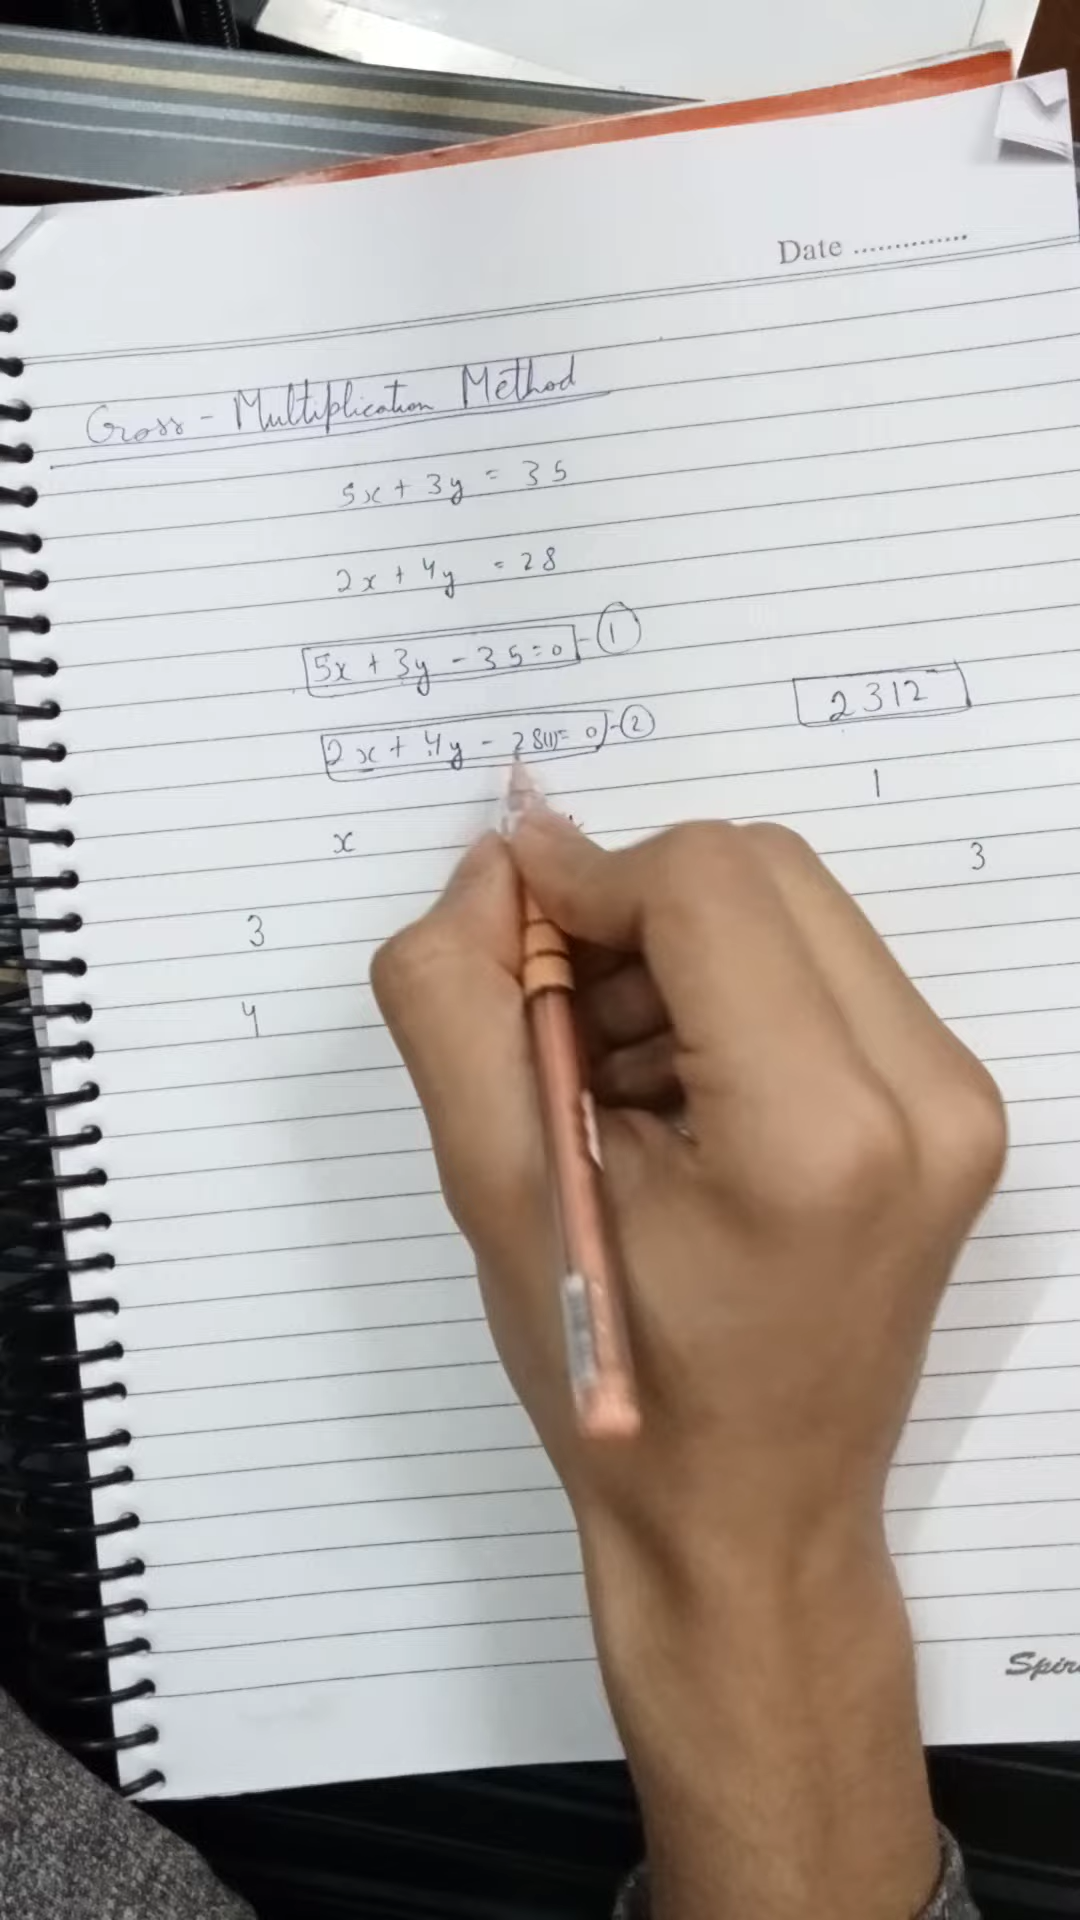 Date ..............
Cross - Multiplication Method
5x + 3y = 35
2x + 4y = 28
5x + 3y - 35 = 0 - 1
2x + 4y - 28(1) = 0 - 2
2312
x
1
3
3
4